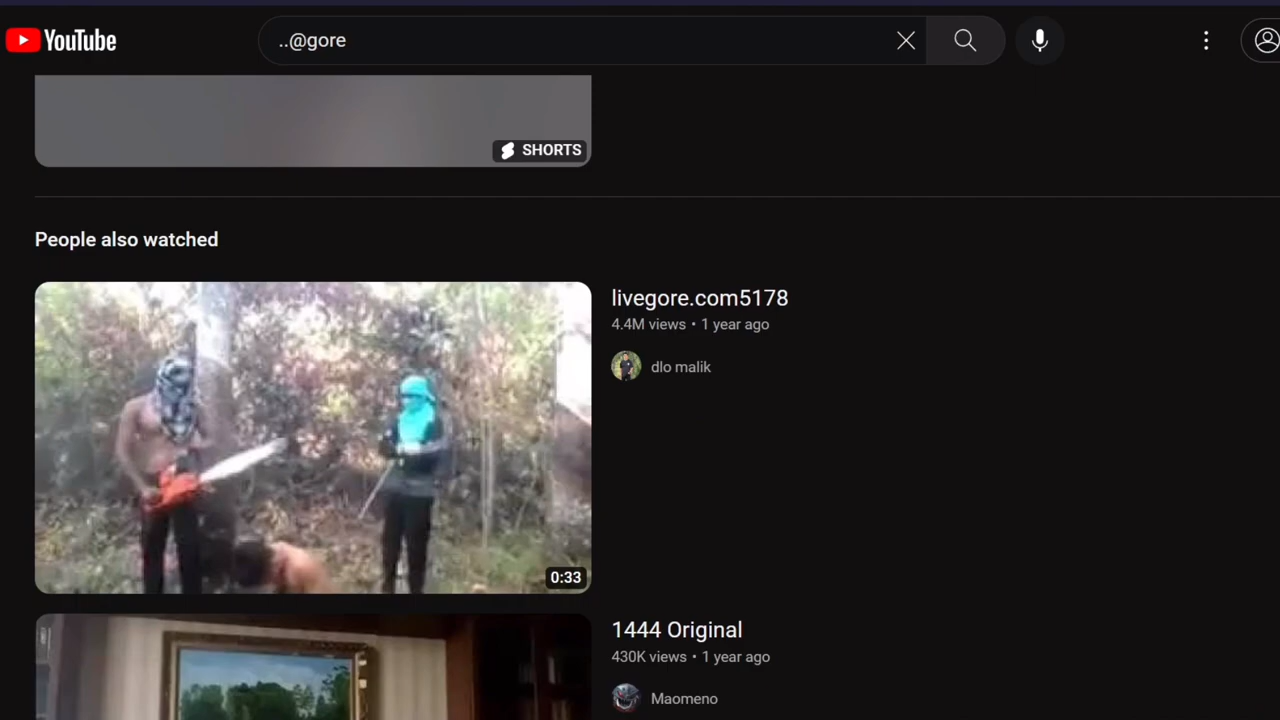 YouTube
..@gore
SHORTS
People also watched
livegore.com5178
4.4M views • 1 year ago
dlo malik
0:33
1444 Original
430K views • 1 year ago
Maomeno